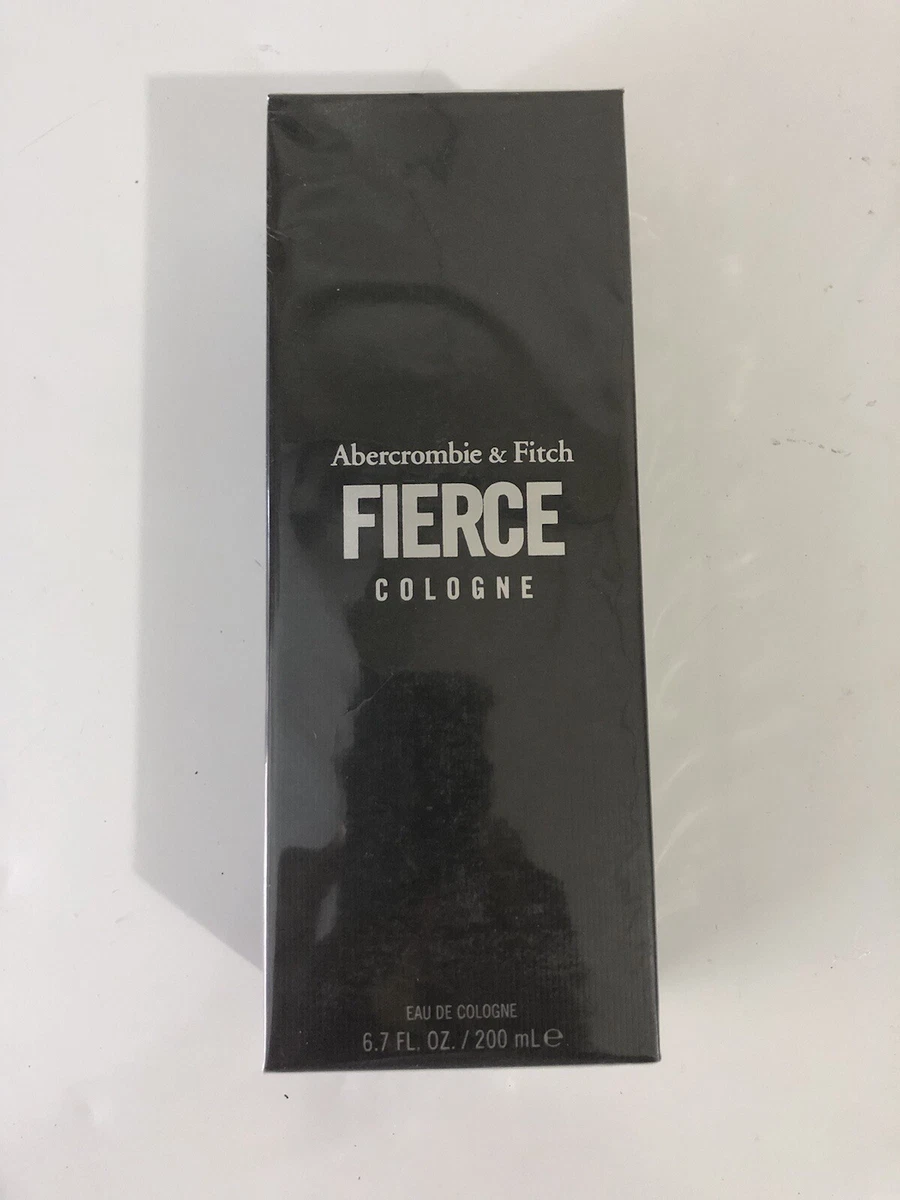 Abercrombie & Fitch
FIERCE
COLOGNE
EAU DE COLOGNE
6.7 FL. OZ. / 200 mL ℮